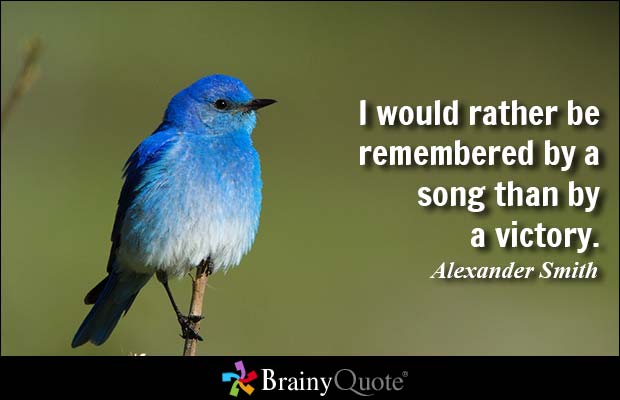 I would rather be
remembered by a
song than by
a victory.
Alexander Smith
BrainyQuote®